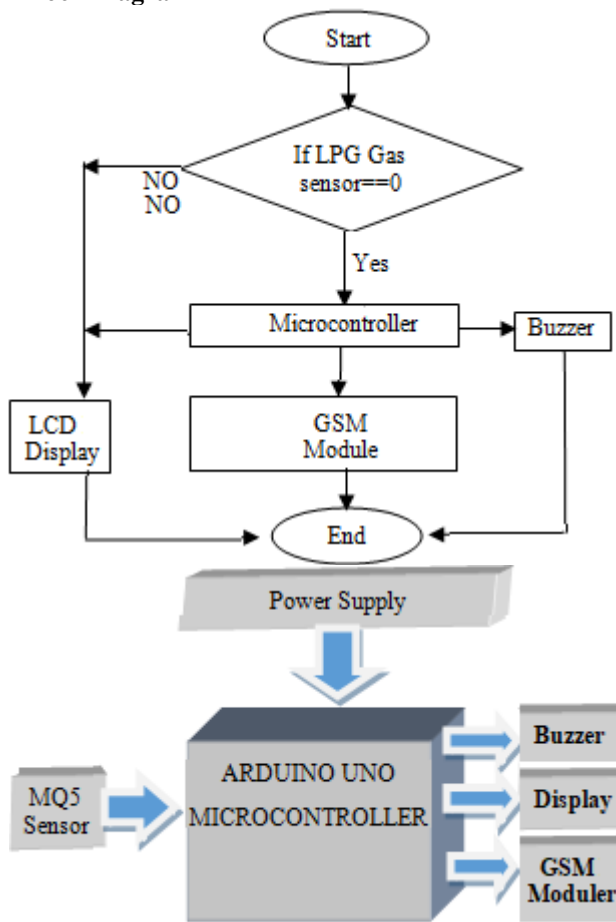 Start
If LPG Gas
sensor==0
NO
NO
Yes
Microcontroller
Buzzer
LCD
Display
GSM
Module
End
Power Supply
MQ5
Sensor
ARDUINO UNO
MICROCONTROLLER
Buzzer
Display
GSM
Moduler